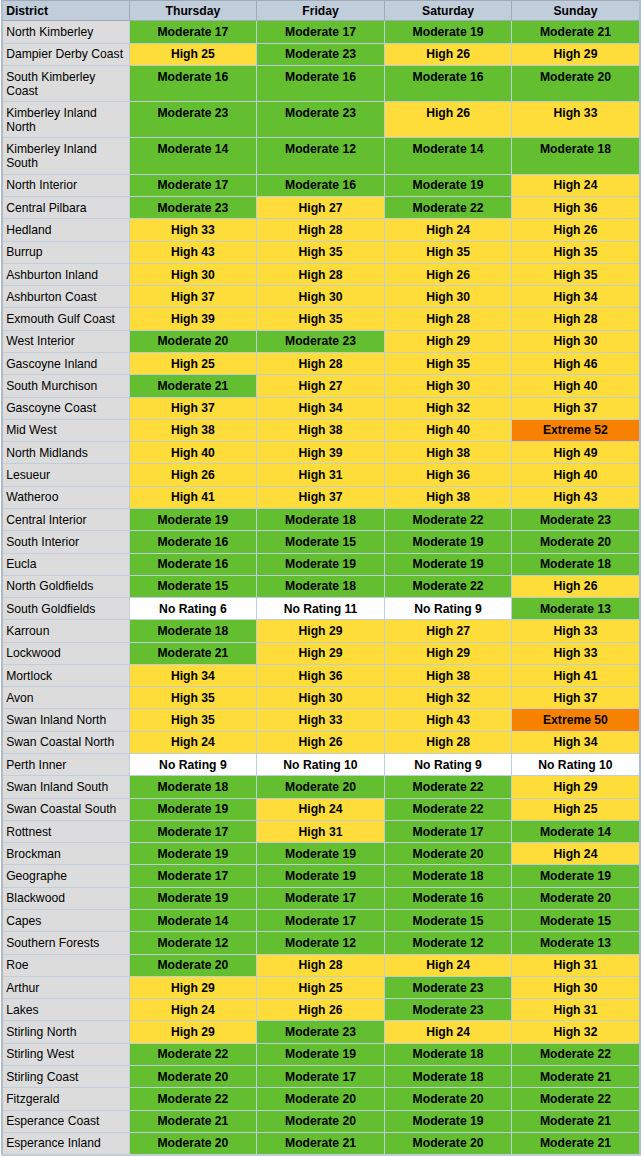 District Thursday Friday Saturday Sunday
North Kimberley Moderate 17 Moderate 17 Moderate 19 Moderate 21
Dampier Derby Coast High 25 Moderate 23 High 26 High 29
South Kimberley Moderate 16 Moderate 16 Moderate 16 Moderate 20
Coast
Kimberley Inland Moderate 23 Moderate 23 High 26 High 33
North
Kimberley Inland Moderate 14 Moderate 12 Moderate 14 Moderate 18
South
North Interior Moderate 17 Moderate 16 Moderate 19 High 24
Central Pilbara Moderate 23 High 27 Moderate 22 High 36
Hedland High 33 High 28 High 24 High 26
Burrup High 43 High 35 High 35 High 35
Ashburton Inland High 30 High 28 High 26 High 35
Ashburton Coast High 37 High 30 High 30 High 34
Exmouth Gulf Coast High 39 High 35 High 28 High 28
West Interior Moderate 20 Moderate 23 High 29 High 30
Gascoyne Inland High 25 High 28 High 35 High 46
South Murchison Moderate 21 High 27 High 30 High 40
Gascoyne Coast High 37 High 34 High 32 High 37
Mid West High 38 High 38 High 40 Extreme 52
North Midlands High 40 High 39 High 38 High 49
Lesueur High 26 High 31 High 36 High 40
Watheroo High 41 High 37 High 38 High 43
Central Interior Moderate 19 Moderate 18 Moderate 22 Moderate 23
South Interior Moderate 16 Moderate 15 Moderate 19 Moderate 20
Eucla Moderate 16 Moderate 19 Moderate 19 Moderate 18
North Goldfields Moderate 15 Moderate 18 Moderate 22 High 26
South Goldfields No Rating 6 No Rating 11 No Rating 9 Moderate 13
Karroun Moderate 18 High 29 High 27 High 33
Lockwood Moderate 21 High 29 High 29 High 33
Mortlock High 34 High 36 High 38 High 41
Avon High 35 High 30 High 32 High 37
Swan Inland North High 35 High 33 High 43 Extreme 50
Swan Coastal North High 24 High 26 High 28 High 34
Perth Inner No Rating 9 No Rating 10 No Rating 9 No Rating 10
Swan Inland South Moderate 18 Moderate 20 Moderate 22 High 29
Swan Coastal South Moderate 19 High 24 Moderate 22 High 25
Rottnest Moderate 17 High 31 Moderate 17 Moderate 14
Brockman Moderate 19 Moderate 19 Moderate 20 High 24
Geographe Moderate 17 Moderate 19 Moderate 18 Moderate 19
Blackwood Moderate 19 Moderate 17 Moderate 16 Moderate 20
Capes Moderate 14 Moderate 17 Moderate 15 Moderate 15
Southern Forests Moderate 12 Moderate 12 Moderate 12 Moderate 13
Roe Moderate 20 High 28 High 24 High 31
Arthur High 29 High 25 Moderate 23 High 30
Lakes High 24 High 26 Moderate 23 High 31
Stirling North High 29 Moderate 23 High 24 High 32
Stirling West Moderate 22 Moderate 19 Moderate 18 Moderate 22
Stirling Coast Moderate 20 Moderate 17 Moderate 18 Moderate 21
Fitzgerald Moderate 22 Moderate 20 Moderate 20 Moderate 22
Esperance Coast Moderate 21 Moderate 20 Moderate 19 Moderate 21
Esperance Inland Moderate 20 Moderate 21 Moderate 20 Moderate 21